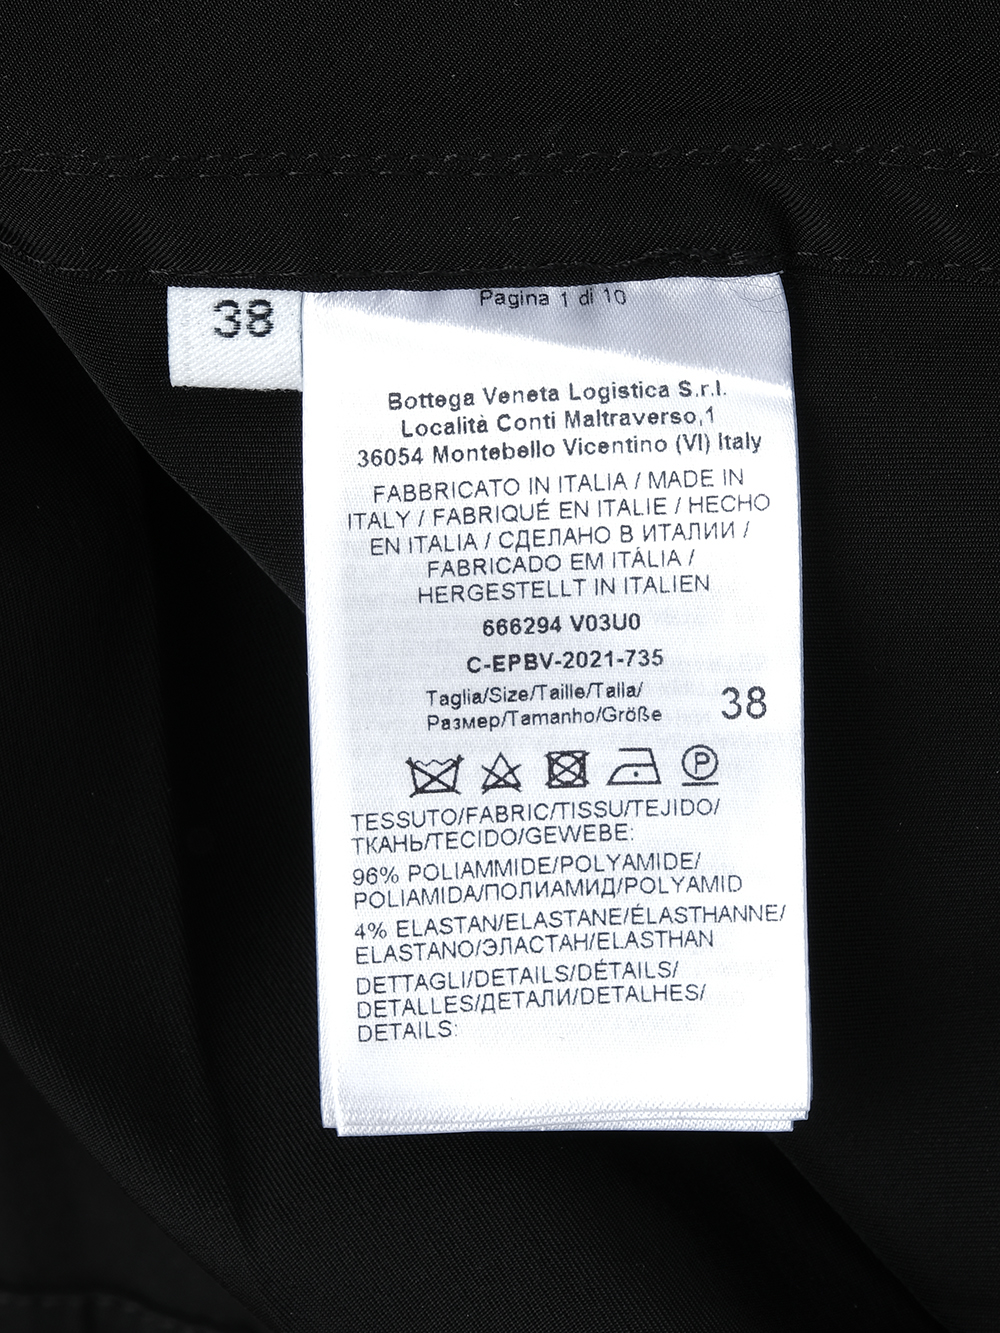 38
Pagina 1 di 10
Bottega Veneta Logistica S.r.l.
Località Conti Maltraverso,1
36054 Montebello Vicentino (VI) Italy
FABBRICATO IN ITALIA / MADE IN
ITALY / FABRIQUÉ EN ITALIE / HECHO
EN ITALIA / СДЕЛАНО В ИТАЛИИ /
FABRICADO EM ITÁLIA /
HERGESTELLT IN ITALIEN
666294 V03U0
C-EPBV-2021-735
Taglia/Size/Taille/Talla/
Размер/Tamanho/Größe 38
P
TESSUTO/FABRIC/TISSU/TEJIDO/
ТКАНЬ/TECIDO/GEWEBE:
96% POLIAMMIDE/POLYAMIDE/
POLIAMIDA/ПОЛИАМИД/POLYAMID
4% ELASTAN/ELASTANE/ÉLASTHANNE/
ELASTANO/ЭЛАСТАН/ELASTHAN
DETTAGLI/DETAILS/DÉTAILS/
DETALLES/ДЕТАЛИ/DETALHES/
DETAILS: